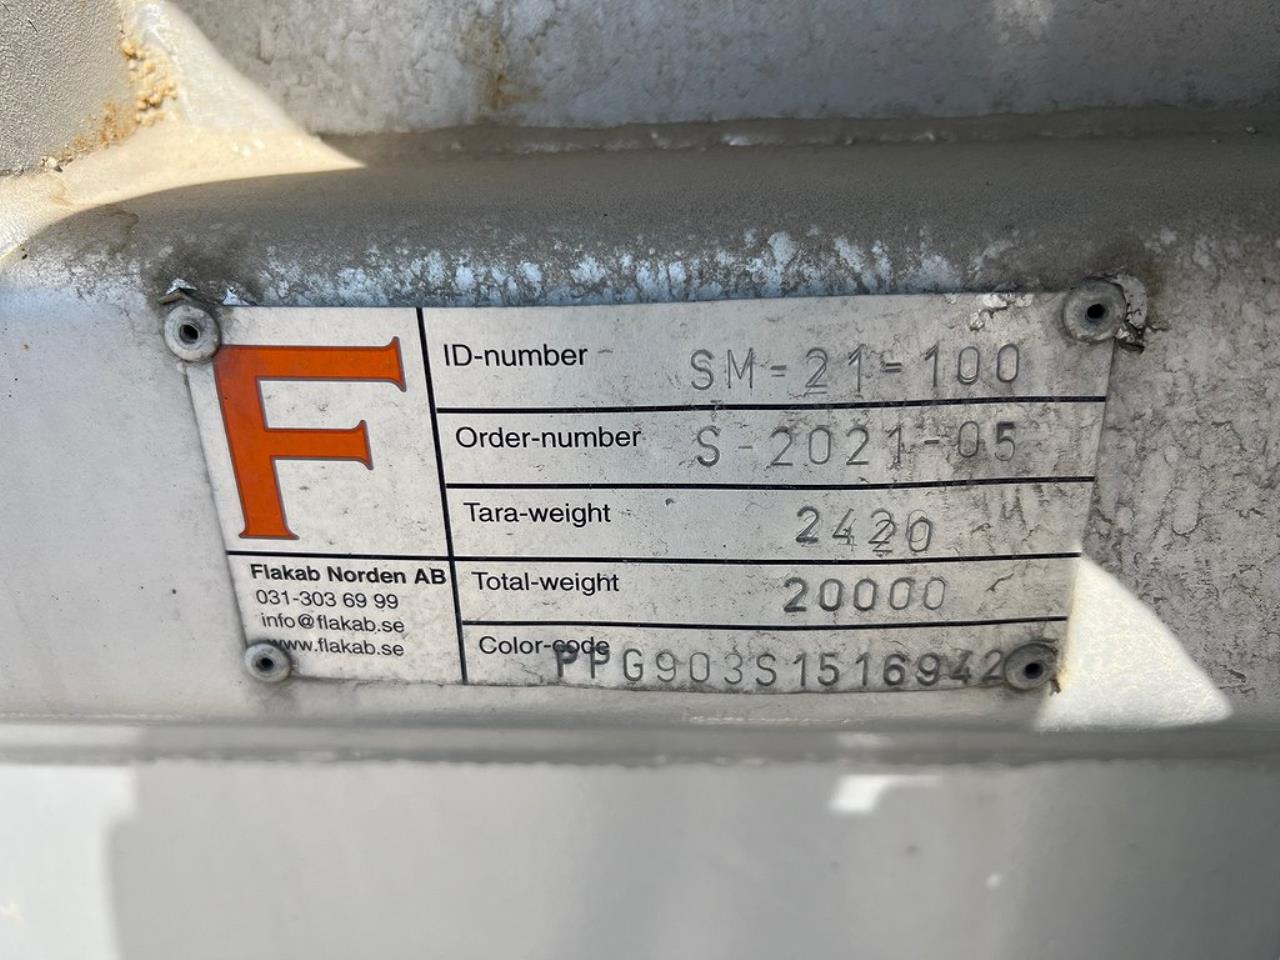 F
ID-number SM-21-100
Order-number S-2021-05
Tara-weight 2420
Total-weight 20000
Color-code PPG903S1516942
Flakab Norden AB
031-303 69 99
info@flakab.se
www.flakab.se